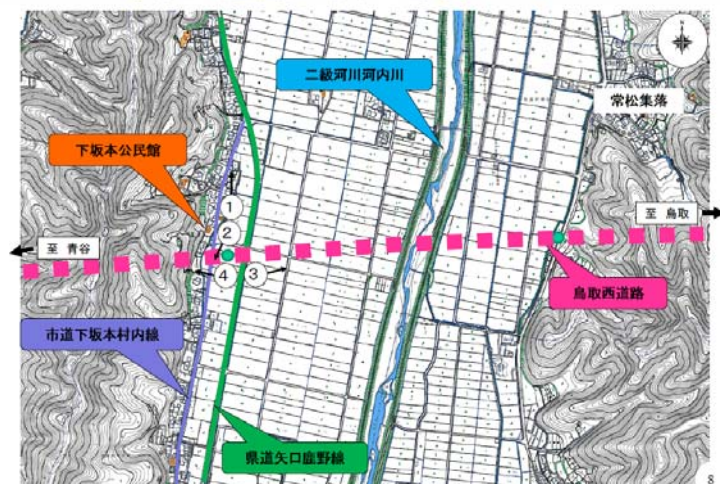 N
二級河川河内川
常松集落
下坂本公民館
1
2
至 鳥取
至 青谷
4
3
鳥取西道路
市道下坂本村内線
県道矢口鹿野線
8